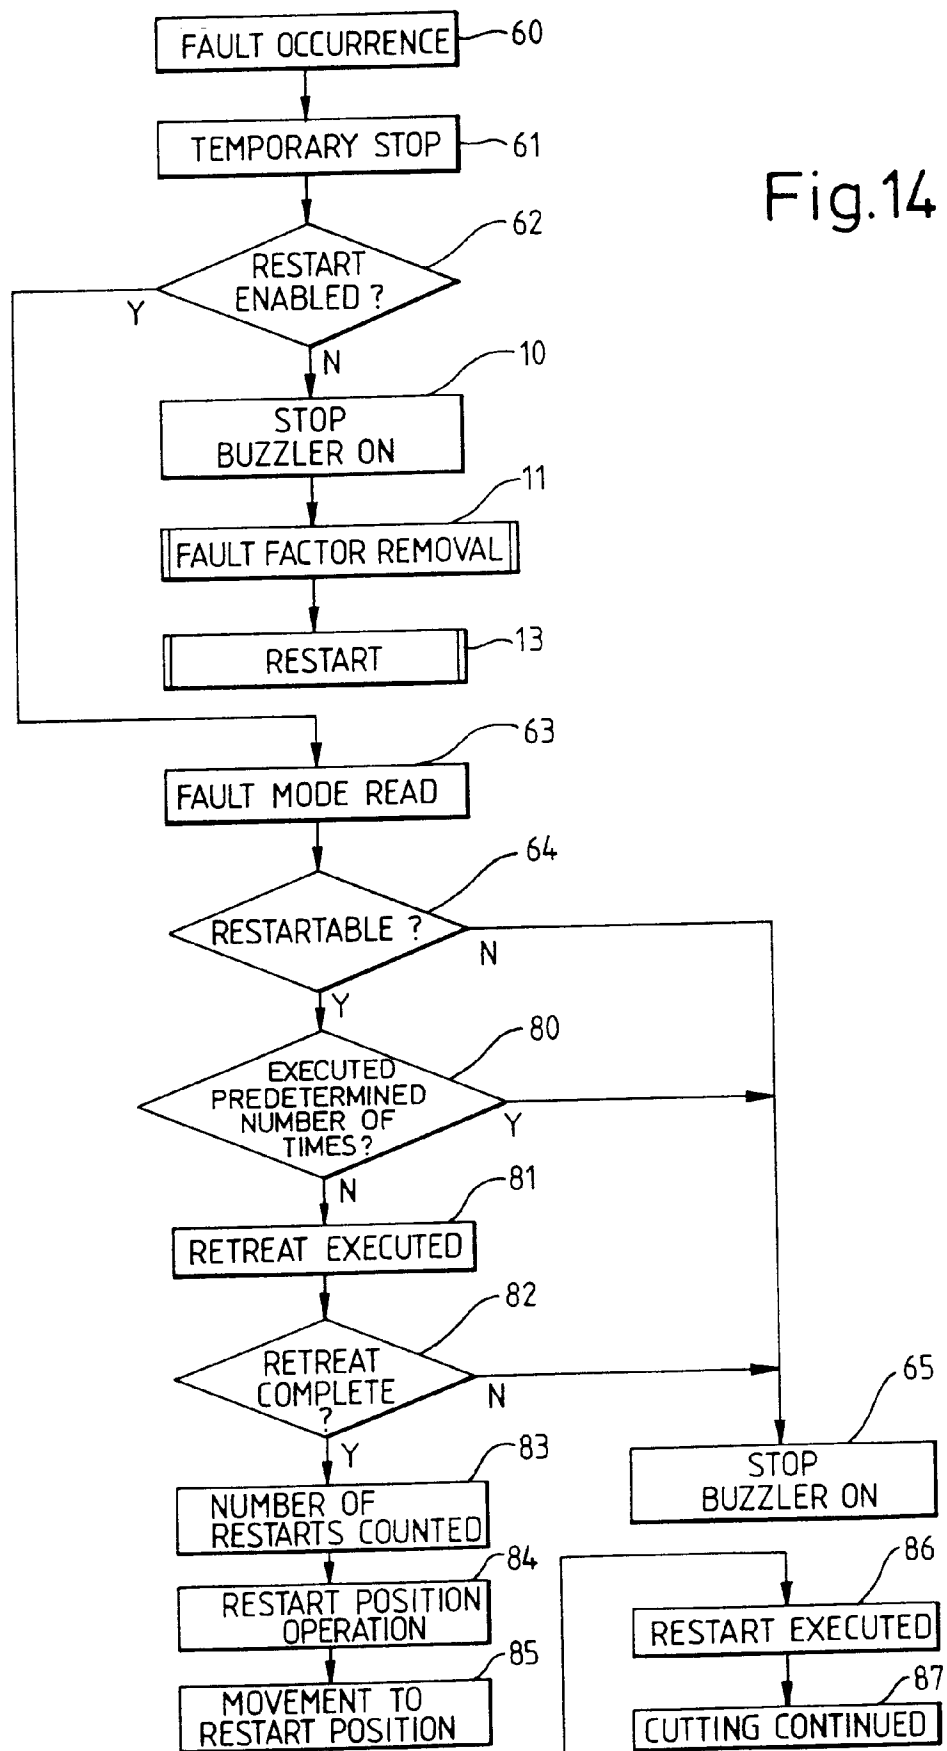 FAULT OCCURRENCE
60
TEMPORARY STOP
61
Fig.14
62
RESTART
ENABLED ?
Y
N
10
STOP
BUZZLER ON
11
FAULT FACTOR REMOVAL
13
RESTART
63
FAULT MODE READ
64
RESTARTABLE ?
N
Y
80
EXECUTED
PREDETERMINED
NUMBER OF
TIMES?
Y
N
81
RETREAT EXECUTED
82
RETREAT
COMPLETE
?
N
Y
65
STOP
BUZZLER ON
83
NUMBER OF
RESTARTS COUNTED
84
RESTART POSITION
OPERATION
85
MOVEMENT TO
RESTART POSITION
86
RESTART EXECUTED
87
CUTTING CONTINUED